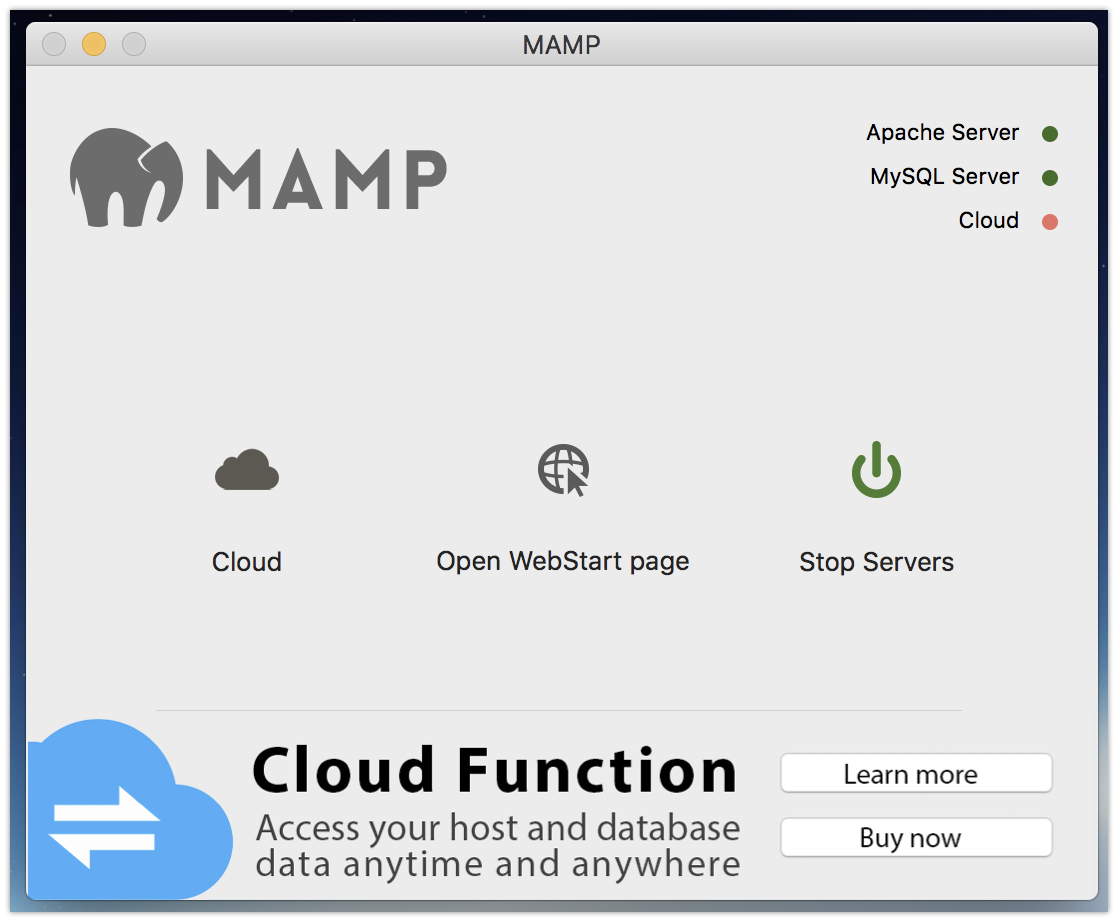 MAMP
MAMP
Apache Server
MySQL Server
Cloud
Cloud
Open WebStart page
Stop Servers
Cloud Function
Access your host and database
data anytime and anywhere
Learn more
Buy now